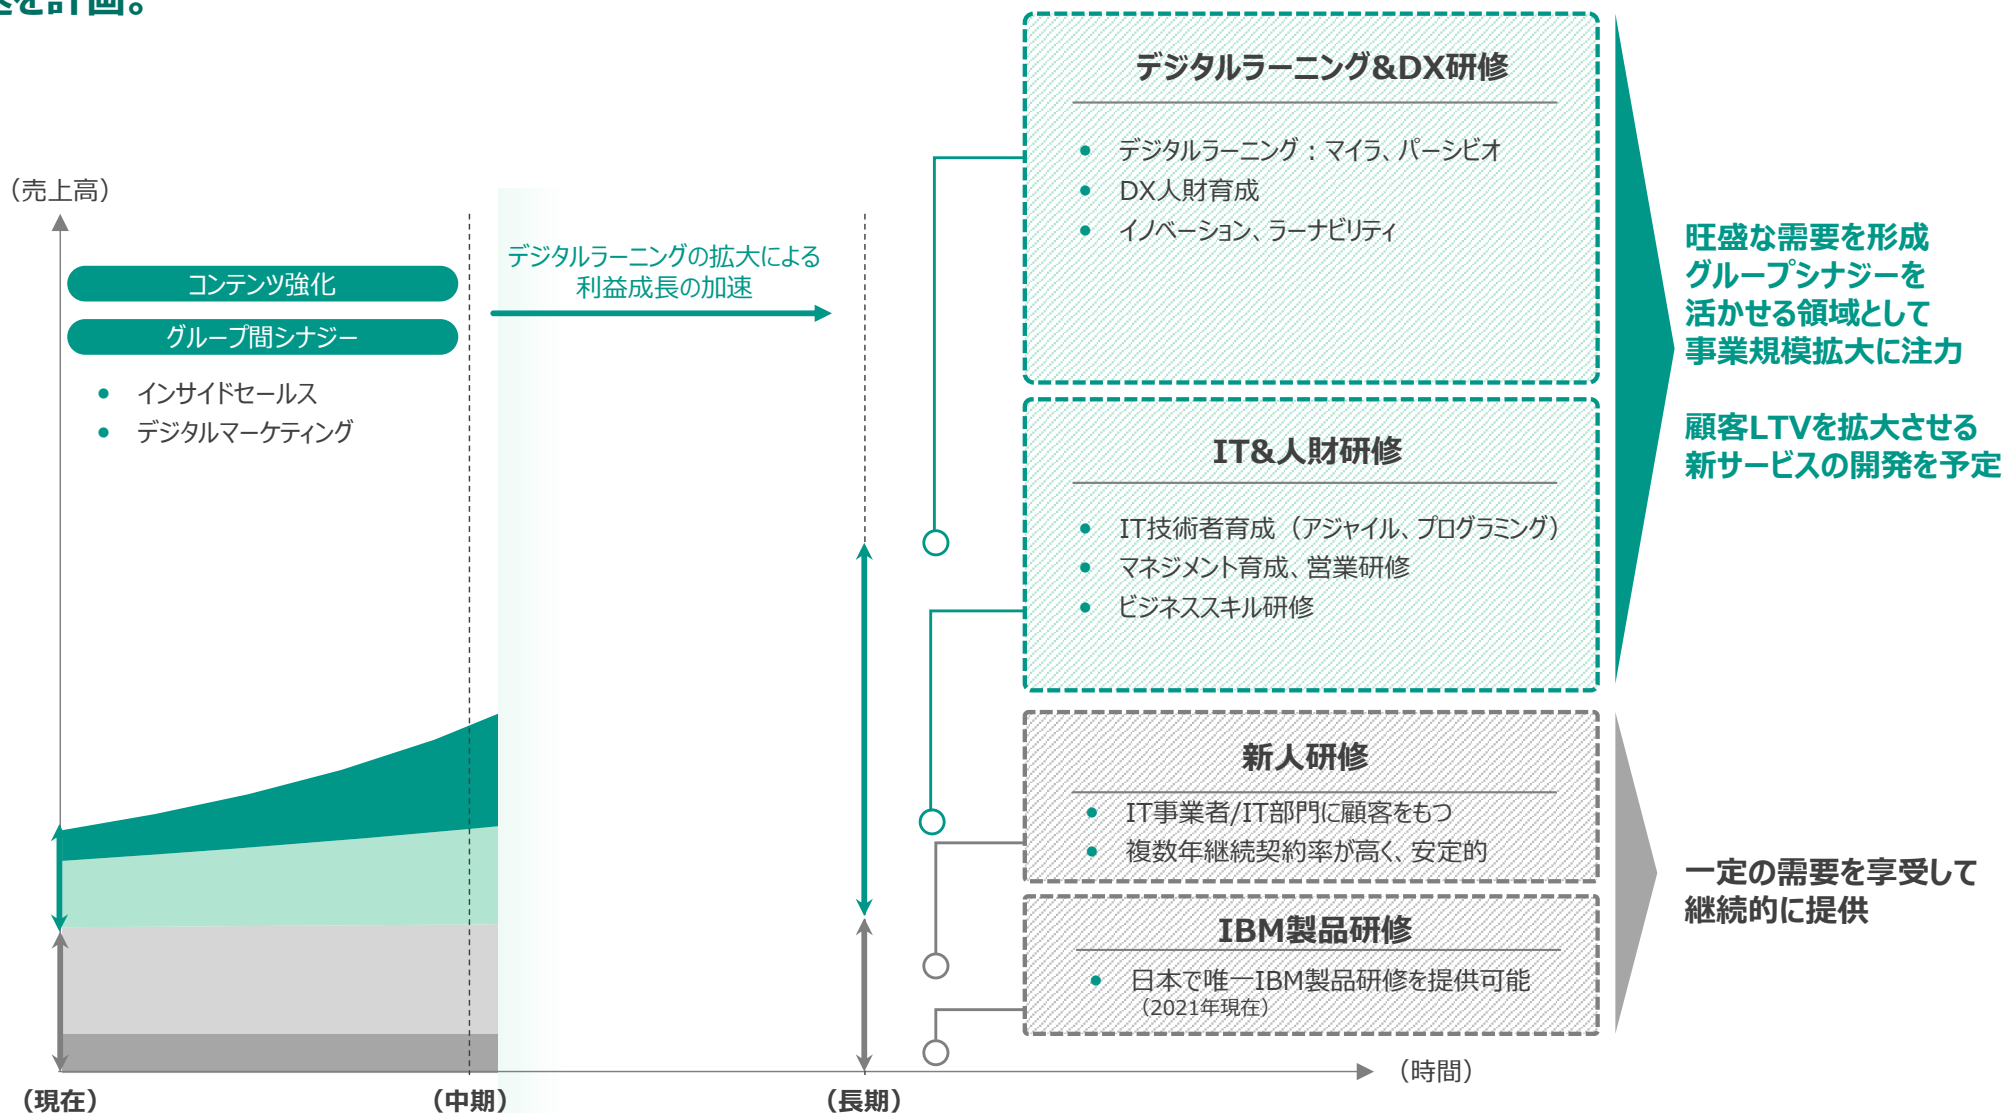 を計画。
（売上高）
コンテンツ強化
グループ間シナジー
• インサイドセールス
• デジタルマーケティング
デジタルラーニングの拡大による
利益成長の加速
デジタルラーニング&DX研修
• デジタルラーニング：マイラ、パーシビオ
• DX人財育成
• イノベーション、ラーナビリティ
IT&人財研修
• IT技術者育成（アジャイル、プログラミング）
• マネジメント育成、営業研修
• ビジネススキル研修
新人研修
• IT事業者/IT部門に顧客をもつ
• 複数年継続契約率が高く、安定的
IBM製品研修
• 日本で唯一IBM製品研修を提供可能
（2021年現在）
旺盛な需要を形成
グループシナジーを
活かせる領域として
事業規模拡大に注力
顧客LTVを拡大させる
新サービスの開発を予定
一定の需要を享受して
継続的に提供
（時間）
（現在）
（中期）
（長期）